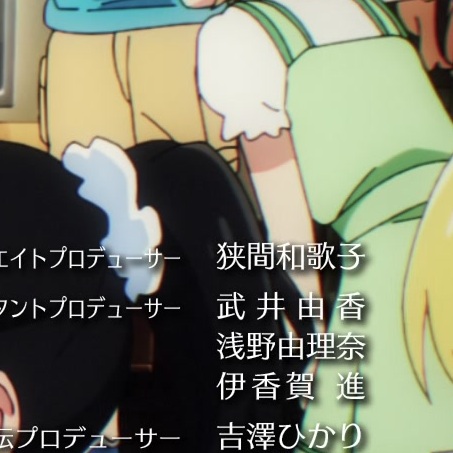 エイトプロデューサー 狭間和歌子
タントプロデューサー 武井由香
浅野由理奈
伊香賀 進
伝プロデューサー 吉澤ひかり